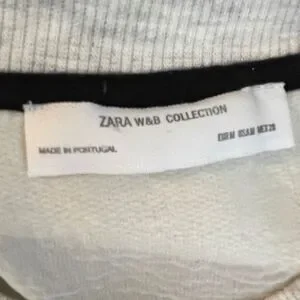 ZARA W&B COLLECTION
MADE IN PORTUGAL
EUR M USA M MEX 28